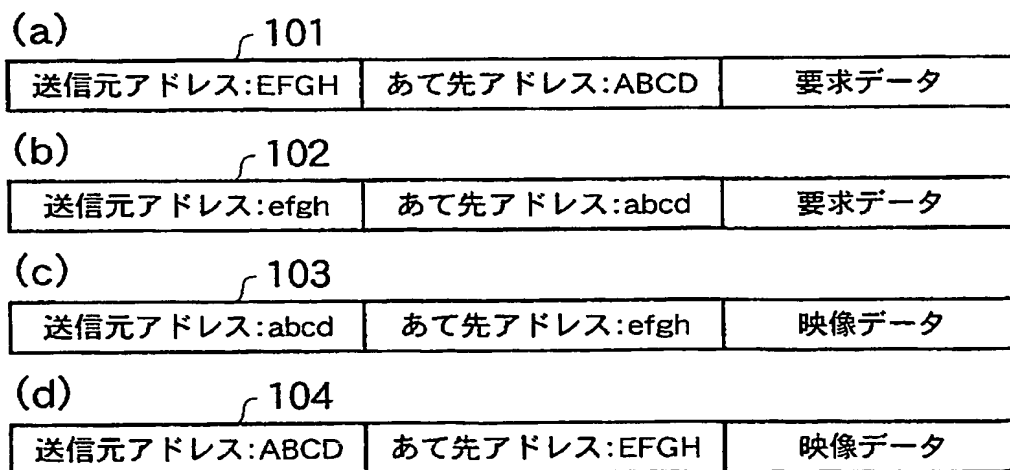 (a)
101
送信元アドレス:EFGH あて先アドレス:ABCD 要求データ
(b)
102
送信元アドレス:efgh あて先アドレス:abcd 要求データ
(c)
103
送信元アドレス:abcd あて先アドレス:efgh 映像データ
(d)
104
送信元アドレス:ABCD あて先アドレス:EFGH 映像データ